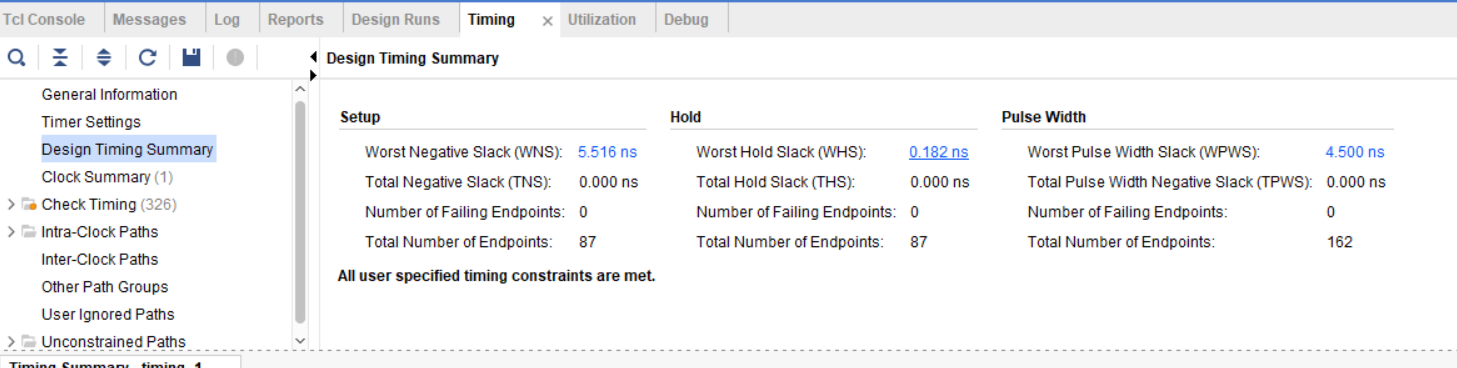 Tcl Console Messages Log Reports Design Runs Timing × Utilization Debug
Design Timing Summary
General Information
Timer Settings
Design Timing Summary
Clock Summary (1)
Check Timing (326)
Intra-Clock Paths
Inter-Clock Paths
Other Path Groups
User Ignored Paths
Unconstrained Paths
Setup Hold Pulse Width
Worst Negative Slack (WNS): 5.516 ns Worst Hold Slack (WHS): 0.182 ns Worst Pulse Width Slack (WPWS): 4.500 ns
Total Negative Slack (TNS): 0.000 ns Total Hold Slack (THS): 0.000 ns Total Pulse Width Negative Slack (TPWS): 0.000 ns
Number of Failing Endpoints: 0 Number of Failing Endpoints: 0 Number of Failing Endpoints: 0
Total Number of Endpoints: 87 Total Number of Endpoints: 87 Total Number of Endpoints: 162
All user specified timing constraints are met.
Timing Summary - timing_1